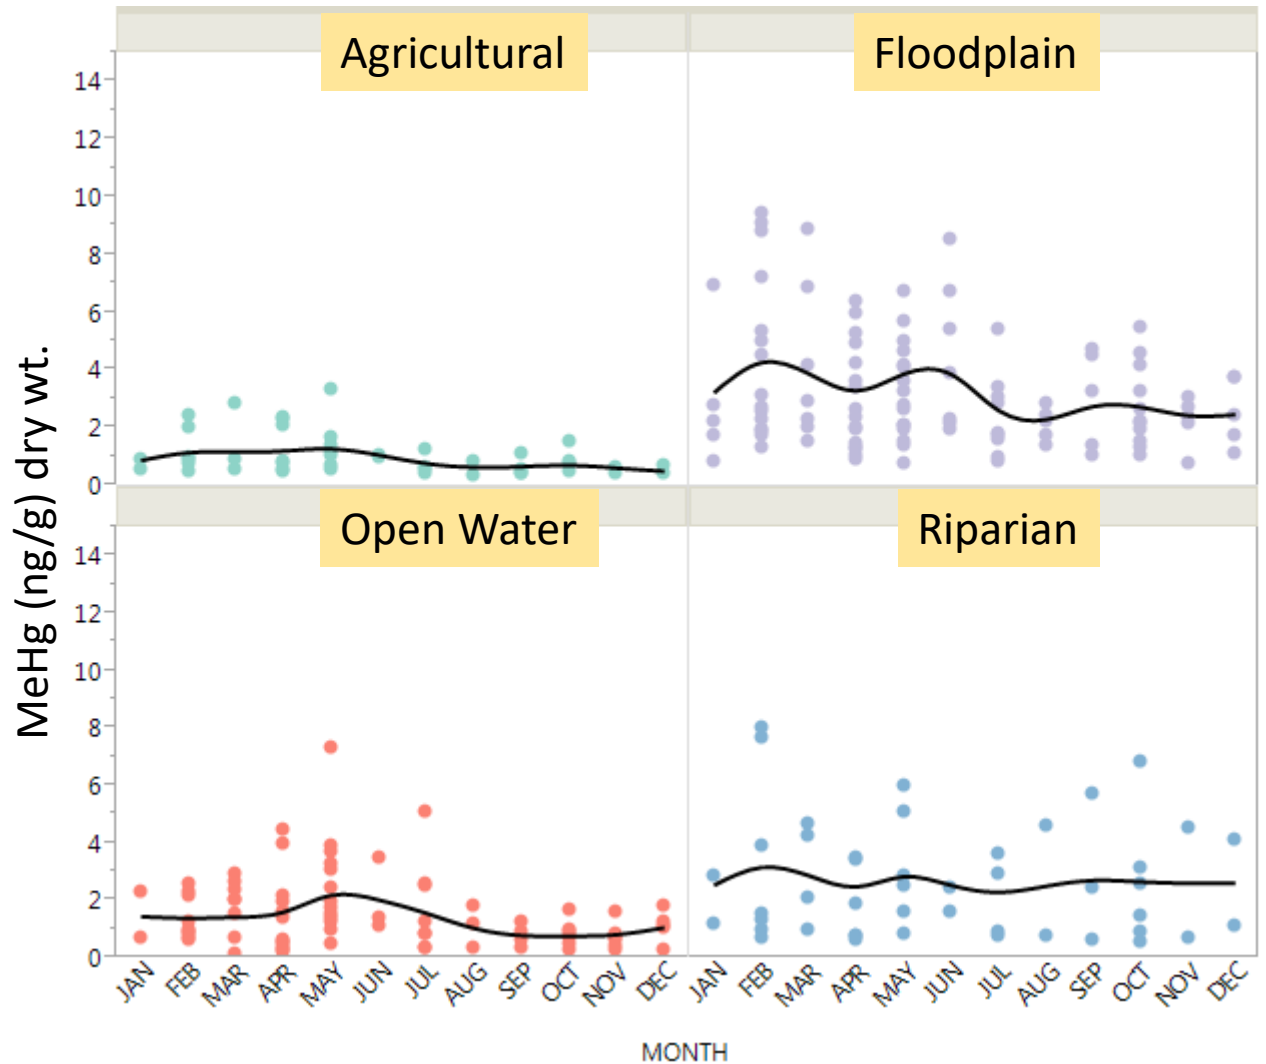 Agricultural
Floodplain
14
12
10
8
6
4
2
0
Open Water
Riparian
14
12
10
8
6
4
2
0
MeHg (ng/g) dry wt.
JAN FEB MAR APR MAY JUN JUL AUG SEP OCT NOV DEC JAN FEB MAR APR MAY JUN JUL AUG SEP OCT NOV DEC
MONTH